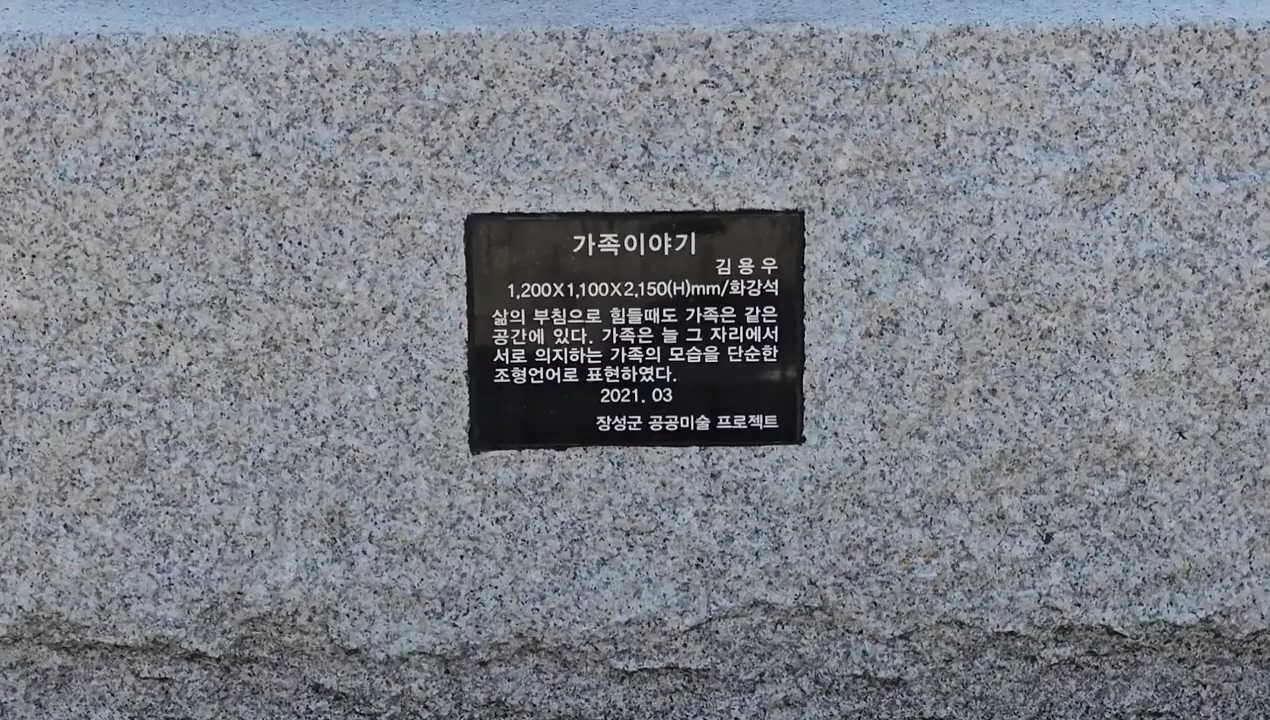 가족이야기
김 용 우
1,200X1,100X2,150(H)mm/화강석
삶의 부침으로 힘들때도 가족은 같은
공간에 있다. 가족은 늘 그 자리에서
서로 의지하는 가족의 모습을 단순한
조형언어로 표현하였다.
2021. 03
장성군 공공미술 프로젝트